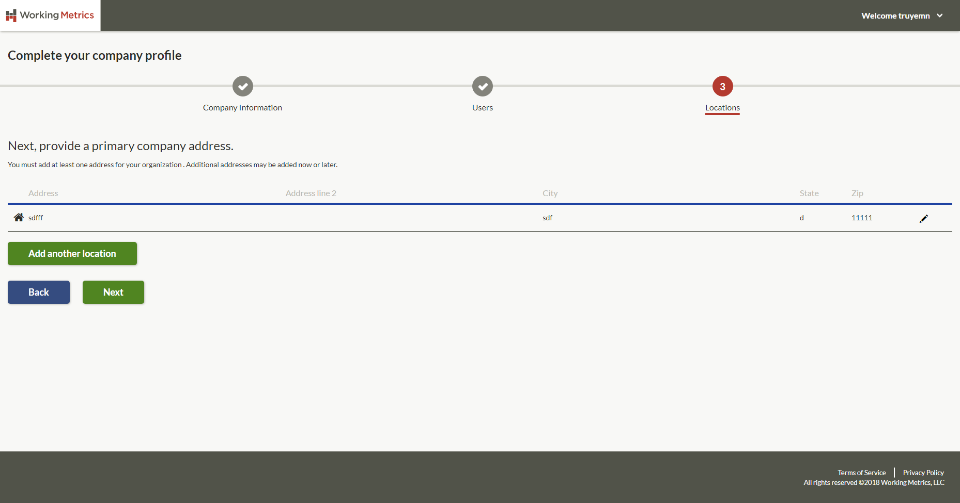 Working Metrics
Welcome truyemn
Complete your company profile
3
Company Information
Users
Locations
Next, provide a primary company address.
You must add at least one address for your organization. Additional addresses may be added now or later.
Address Address line 2 City State Zip
sdfff sdf d 11111
Add another location
Back Next
Terms of Service | Privacy Policy
All rights reserved ©2018 Working Metrics, LLC